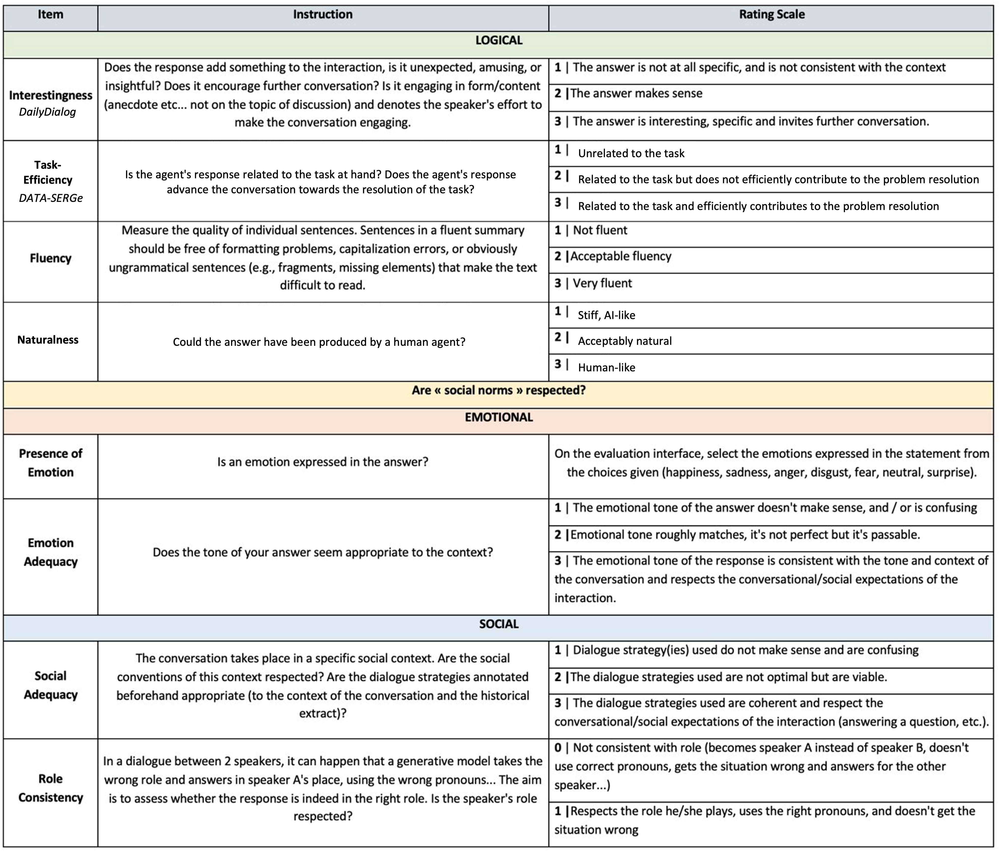 Item Instruction Rating Scale
LOGICAL
Interestingness
DailyDialog
Does the response add something to the interaction, is it unexpected, amusing, or
insightful? Does it encourage further conversation? Is it engaging in form/content
(anecdote etc... not on the topic of discussion) and denotes the speaker's effort to
make the conversation engaging.
1 | The answer is not at all specific, and is not consistent with the context
2 |The answer makes sense
3 | The answer is interesting, specific and invites further conversation.
Task-
Efficiency
DATA-SERGe
Is the agent's response related to the task at hand? Does the agent's response
advance the conversation towards the resolution of the task?
1 | Unrelated to the task
2 | Related to the task but does not efficiently contribute to the problem resolution
3 | Related to the task and efficiently contributes to the problem resolution
Fluency
Measure the quality of individual sentences. Sentences in a fluent summary
should be free of formatting problems, capitalization errors, or obviously
ungrammatical sentences (e.g., fragments, missing elements) that make the text
difficult to read.
1 | Not fluent
2 |Acceptable fluency
3 | Very fluent
Naturalness
Could the answer have been produced by a human agent?
1 | Stiff, AI-like
2 | Acceptably natural
3 | Human-like
Are « social norms » respected?
EMOTIONAL
Presence of
Emotion
Is an emotion expressed in the answer?
On the evaluation interface, select the emotions expressed in the statement from
the choices given (happiness, sadness, anger, disgust, fear, neutral, surprise).
Emotion
Adequacy
Does the tone of your answer seem appropriate to the context?
1 | The emotional tone of the answer doesn't make sense, and / or is confusing
2 |Emotional tone roughly matches, it's not perfect but it's passable.
3 | The emotional tone of the response is consistent with the tone and context of
the conversation and respects the conversational/social expectations of the
interaction.
SOCIAL
Social
Adequacy
The conversation takes place in a specific social context. Are the social
conventions of this context respected? Are the dialogue strategies annotated
beforehand appropriate (to the context of the conversation and the historical
extract)?
1 | Dialogue strategy(ies) used do not make sense and are confusing
2 |The dialogue strategies used are not optimal but are viable.
3 | The dialogue strategies used are coherent and respect the
conversational/social expectations of the interaction (answering a question, etc.).
Role
Consistency
In a dialogue between 2 speakers, it can happen that a generative model takes the
wrong role and answers in speaker A's place, using the wrong pronouns... The aim
is to assess whether the response is indeed in the right role. Is the speaker's role
respected?
0 | Not consistent with role (becomes speaker A instead of speaker B, doesn't
use correct pronouns, gets the situation wrong and answers for the other
speaker...)
1 |Respects the role he/she plays, uses the right pronouns, and doesn't get the
situation wrong